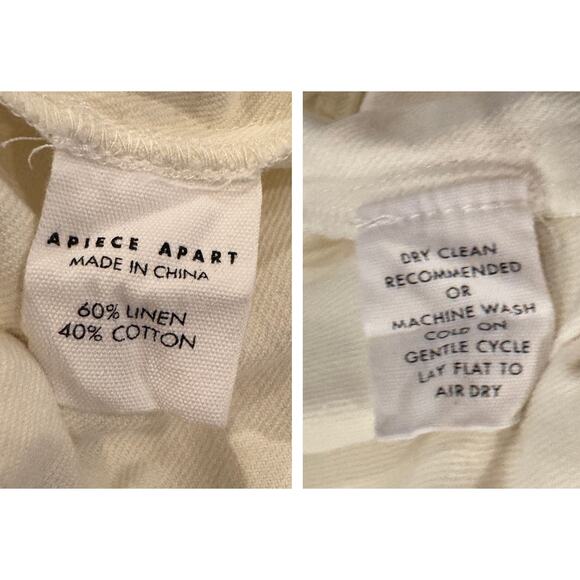 APIECE APART
MADE IN CHINA
60% LINEN
40% COTTON
DRY CLEAN
RECOMMENDED
OR
MACHINE WASH
COLD ON
GENTLE CYCLE
LAY FLAT TO
AIR DRY